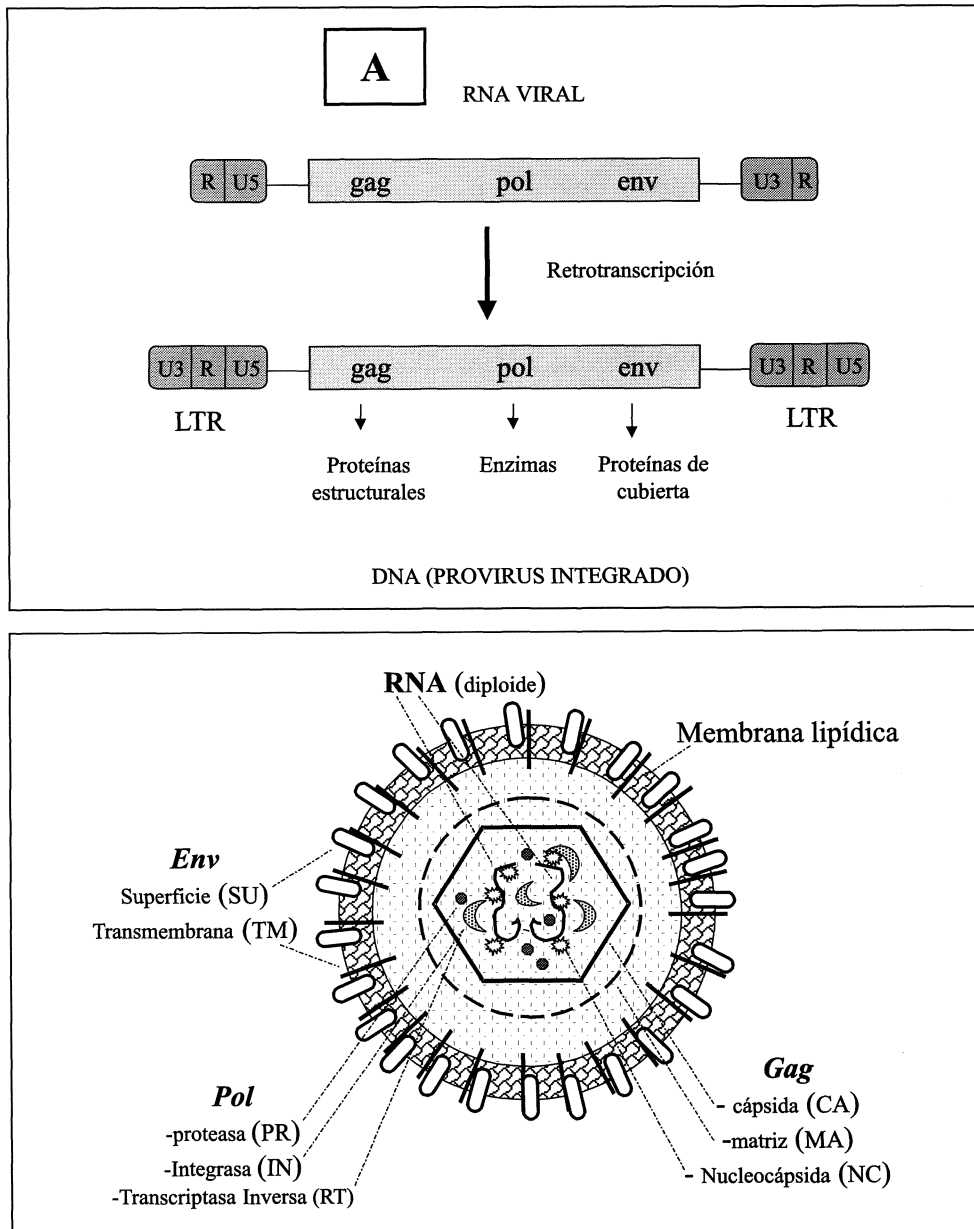 A
RNA VIRAL
R U5 gag pol env U3 R
Retrotranscripción
U3 R U5 gag pol env U3 R U5
LTR LTR
Proteínas estructurales
Enzimas
Proteínas de cubierta
DNA (PROVIRUS INTEGRADO)
RNA (diploide)
Membrana lipídica
Env
Superficie (SU)
Transmembrana (TM)
Pol
-proteasa (PR)
-Integrasa (IN)
-Transcriptasa Inversa (RT)
Gag
- cápsida (CA)
-matriz (MA)
- Nucleocápsida (NC)